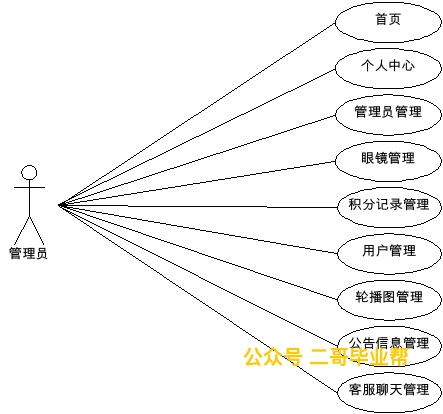 首页
个人中心
管理员管理
眼镜管理
积分记录管理
管理员
用户管理
轮播图管理
公告信息管理
公众号 二哥毕业帮
客服聊天管理